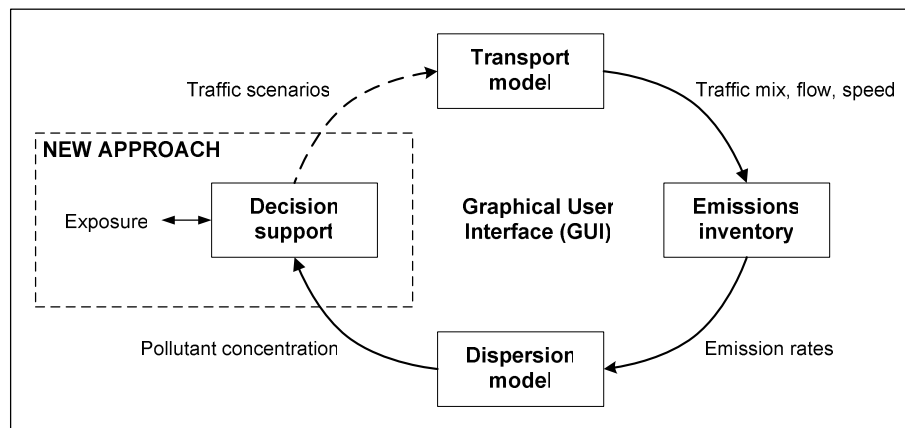 Transport
model
Traffic scenarios
Traffic mix, flow, speed
NEW APPROACH
Exposure
Decision
support
Graphical User
Interface (GUI)
Emissions
inventory
Pollutant concentration
Dispersion
model
Emission rates